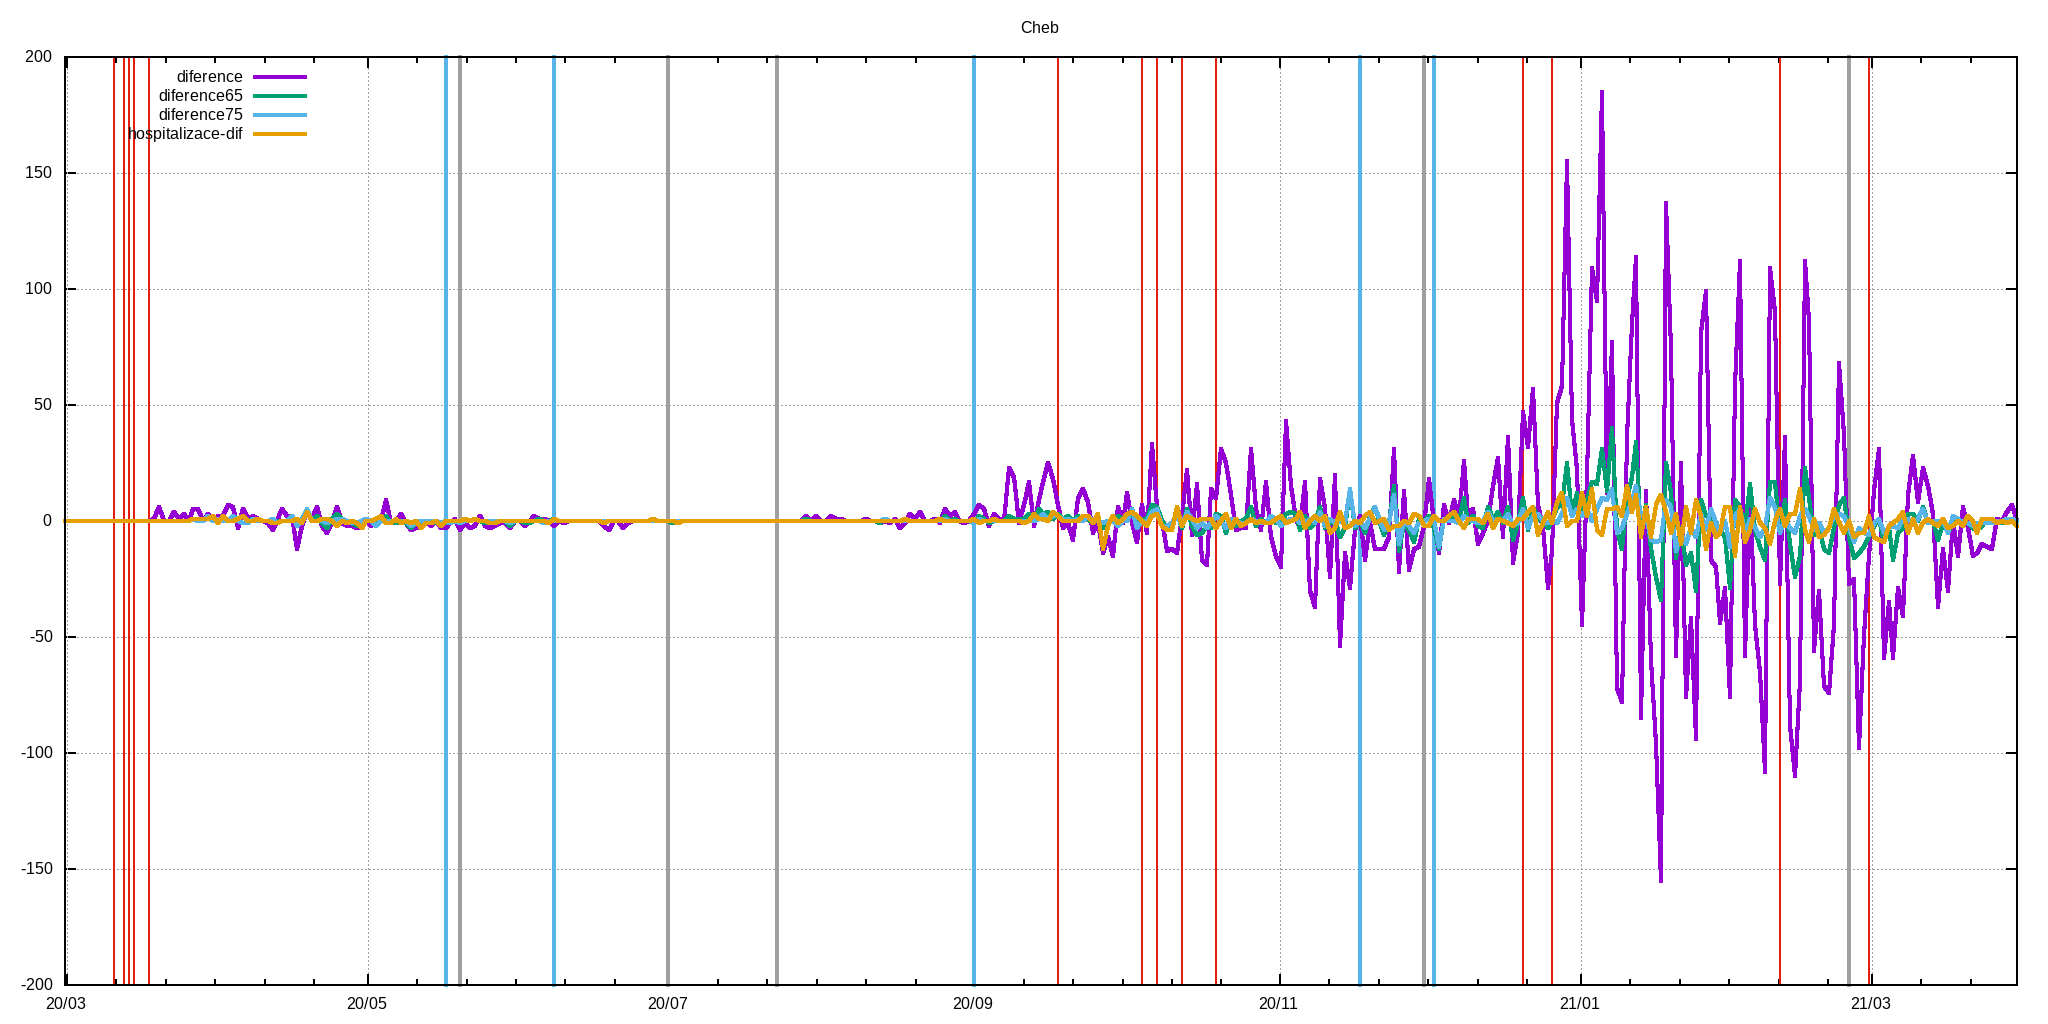 Cheb
200
diference
diference65
diference75
hospitalizace-dif
150
100
50
0
-50
-100
-150
-200
20/03 20/05 20/07 20/09 20/11 21/01 21/03